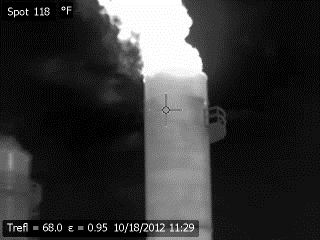 Spot 118 °F
Trefl = 68.0 ε = 0.95 10/18/2012 11:29